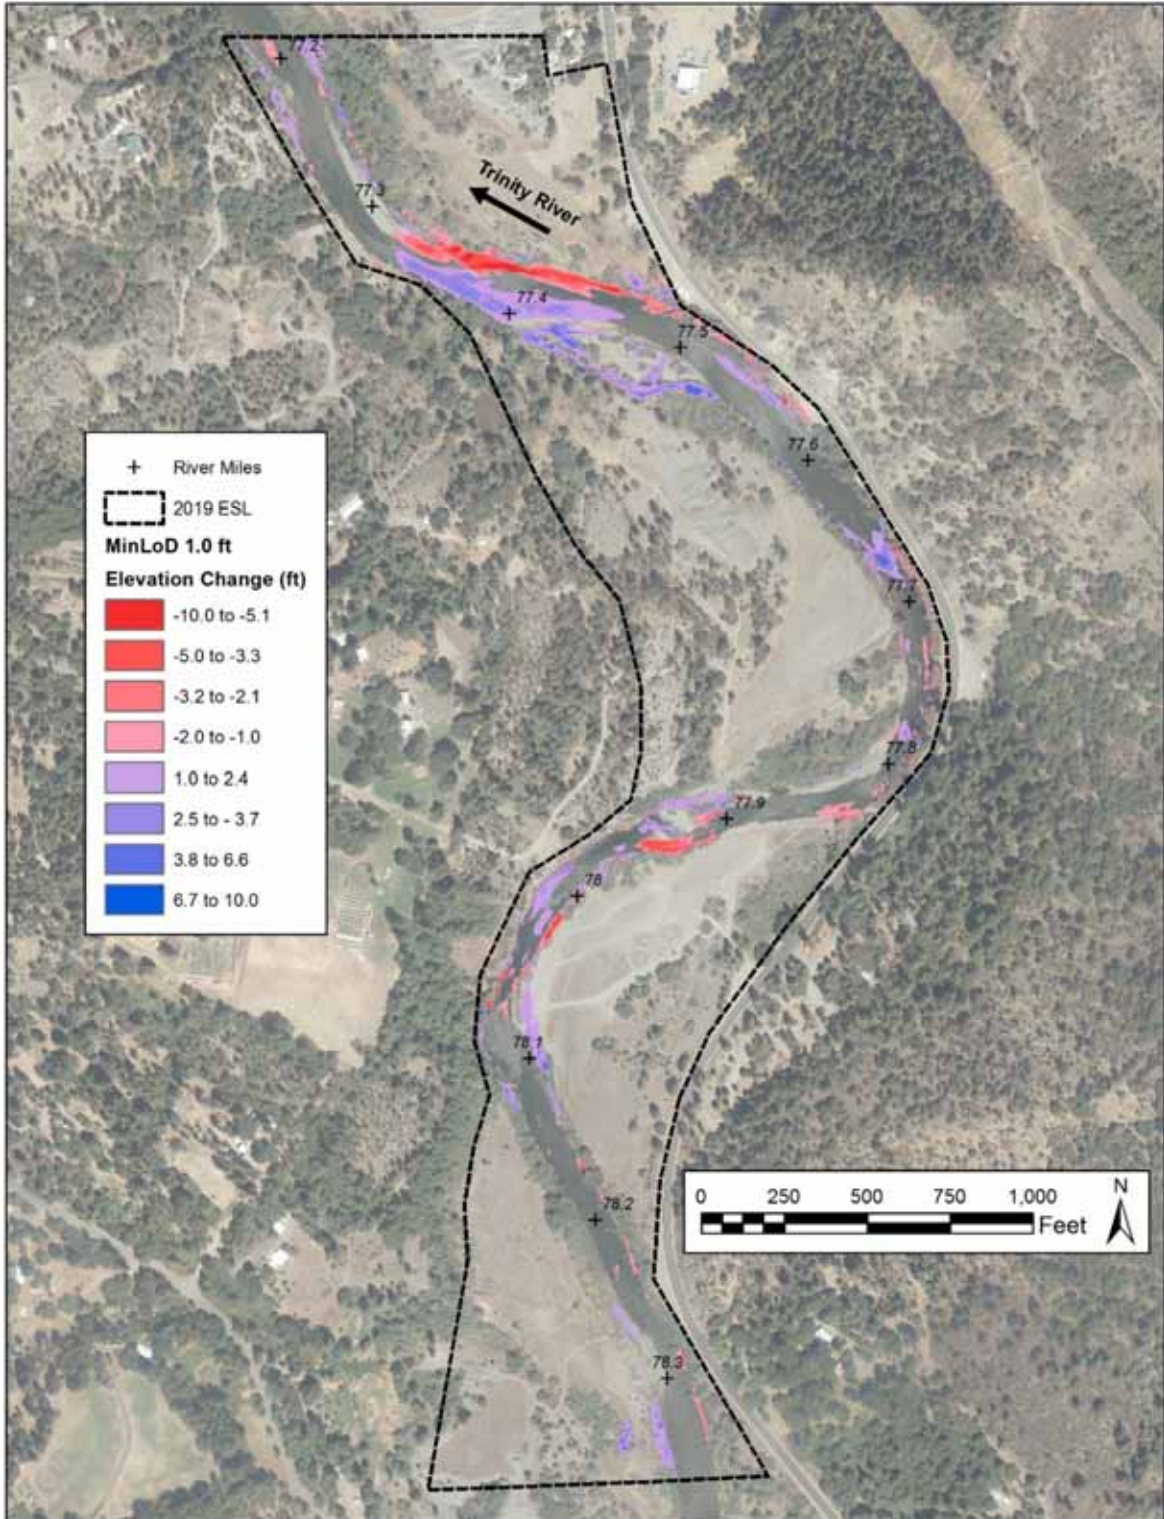 77.2
Trinity River
77.3
77.4
77.5
77.6
77.7
77.8
77.9
78
78.1
78.2
78.3
River Miles
2019 ESL
MinLoD 1.0 ft
Elevation Change (ft)
-10.0 to -5.1
-5.0 to -3.3
-3.2 to -2.1
-2.0 to -1.0
1.0 to 2.4
2.5 to - 3.7
3.8 to 6.6
6.7 to 10.0
0 250 500 750 1,000
Feet
N